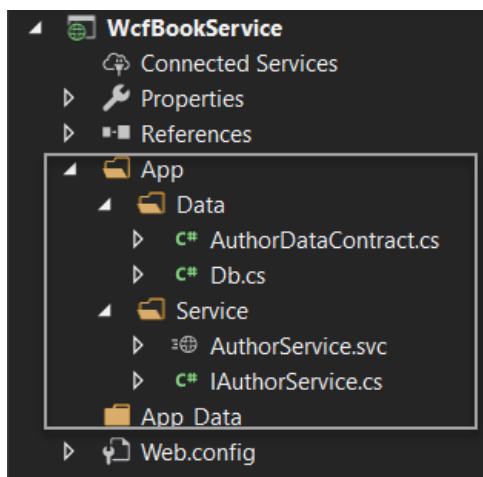 WcfBookService
Connected Services
Properties
References
App
Data
C# AuthorDataContract.cs
C# Db.cs
Service
AuthorService.svc
C# IAuthorService.cs
App_Data
Web.config